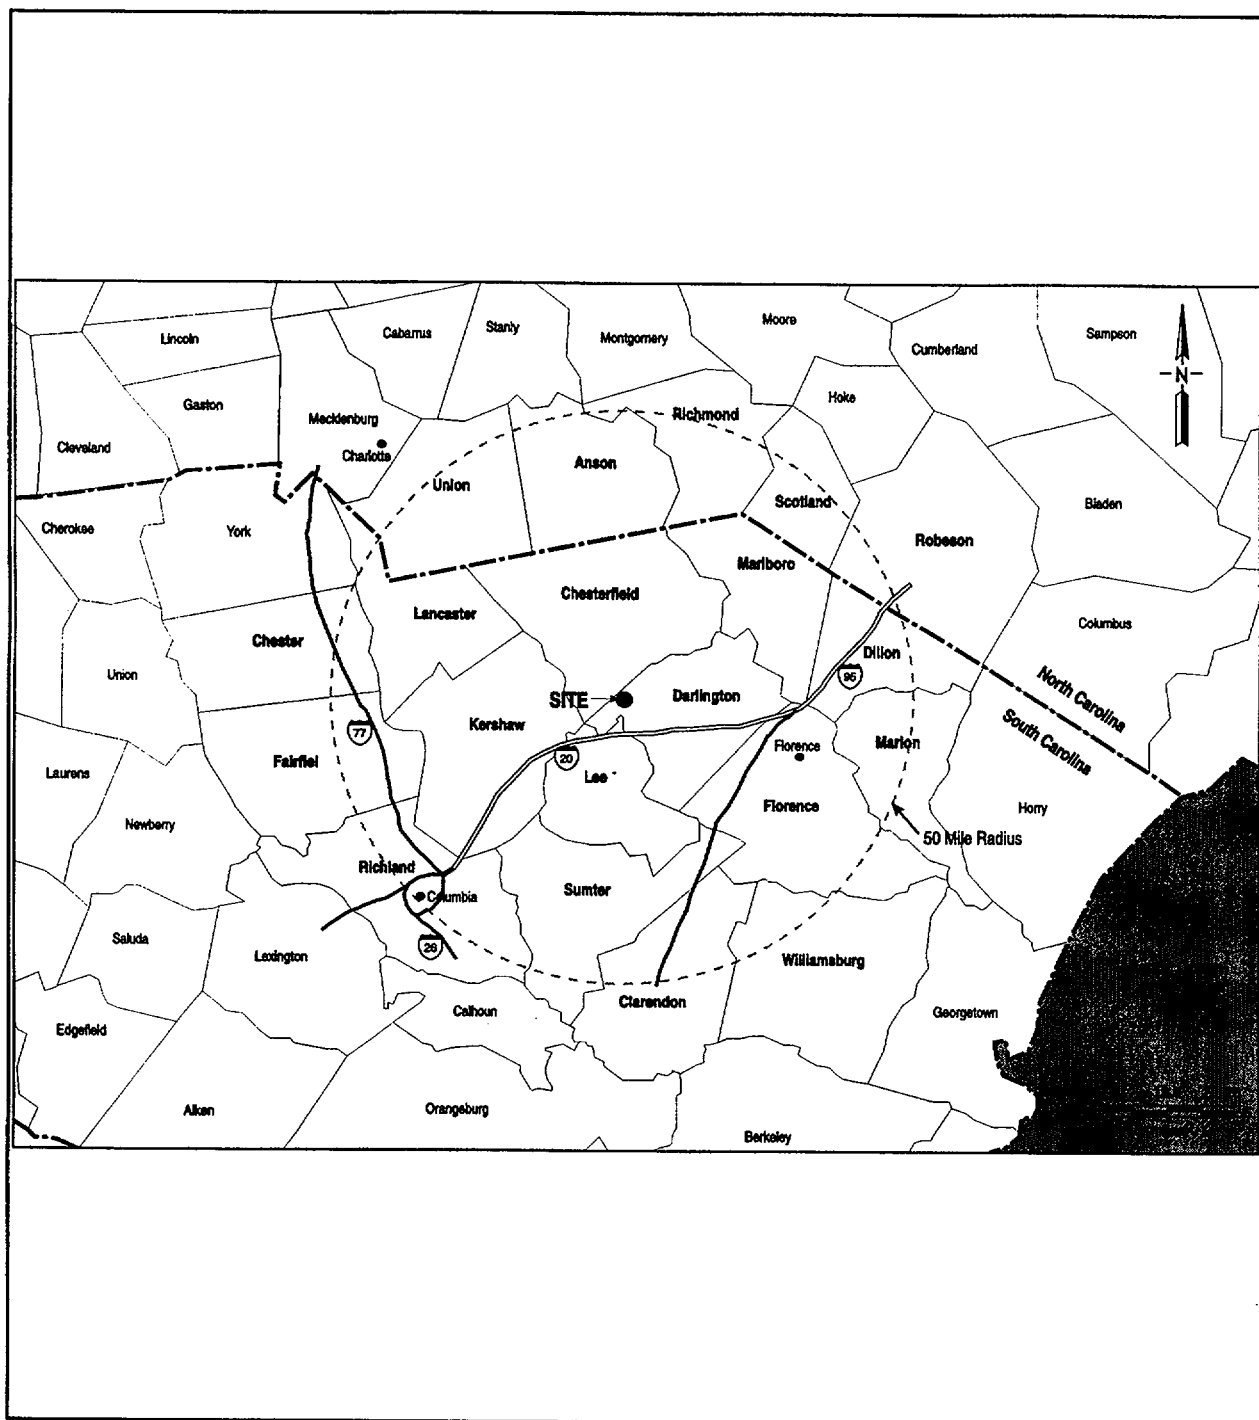 Moore
Stanly
Cabarrus
Sampson
Lincoln
Montgomery
Cumberland
N
Hoke
Gaston
Richmond
Mecklenburg
Cleveland
Charlotte
Anson
Union
Scotland
Bladen
Cherokee
York
Robeson
Marlboro
Chesterfield
Lancaster
Columbus
Chester
Dillon
Union
95
SITE
Darlington
North Carolina
South Carolina
Kershaw
77
Florence
Marion
20
Fairfiel
Laurens
Lee
Florence
Horry
Newberry
50 Mile Radius
Richland
Sumter
Columbia
Saluda
26
Lexington
Williamsburg
Clarendon
Calhoun
Georgetown
Edgefield
Aiken
Orangeburg
Berkeley